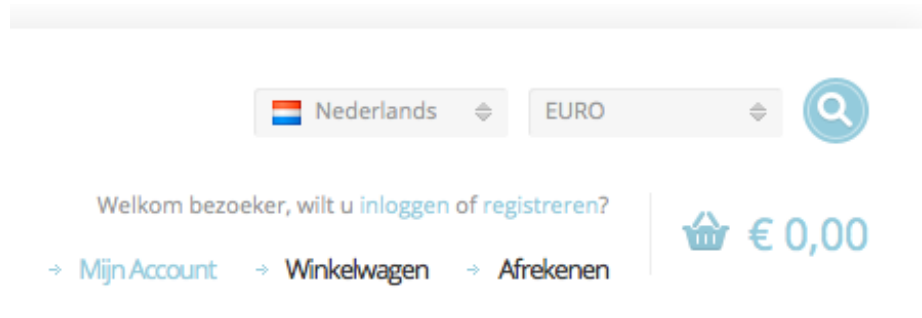 Nederlands EURO
Welkom bezoeker, wilt u inloggen of registreren?
€ 0,00
Mijn Account Winkelwagen Afrekenen